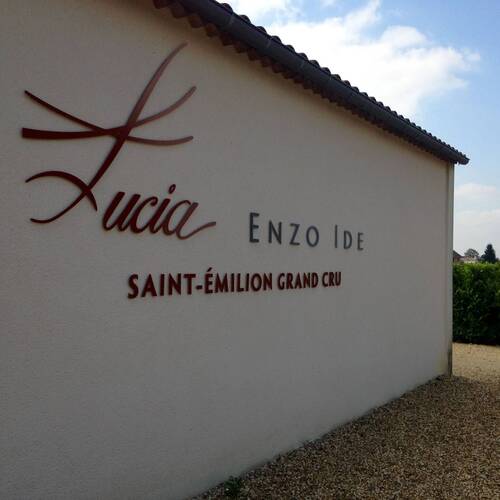 Lucia ENZO IDE
SAINT-ÉMILION GRAND CRU